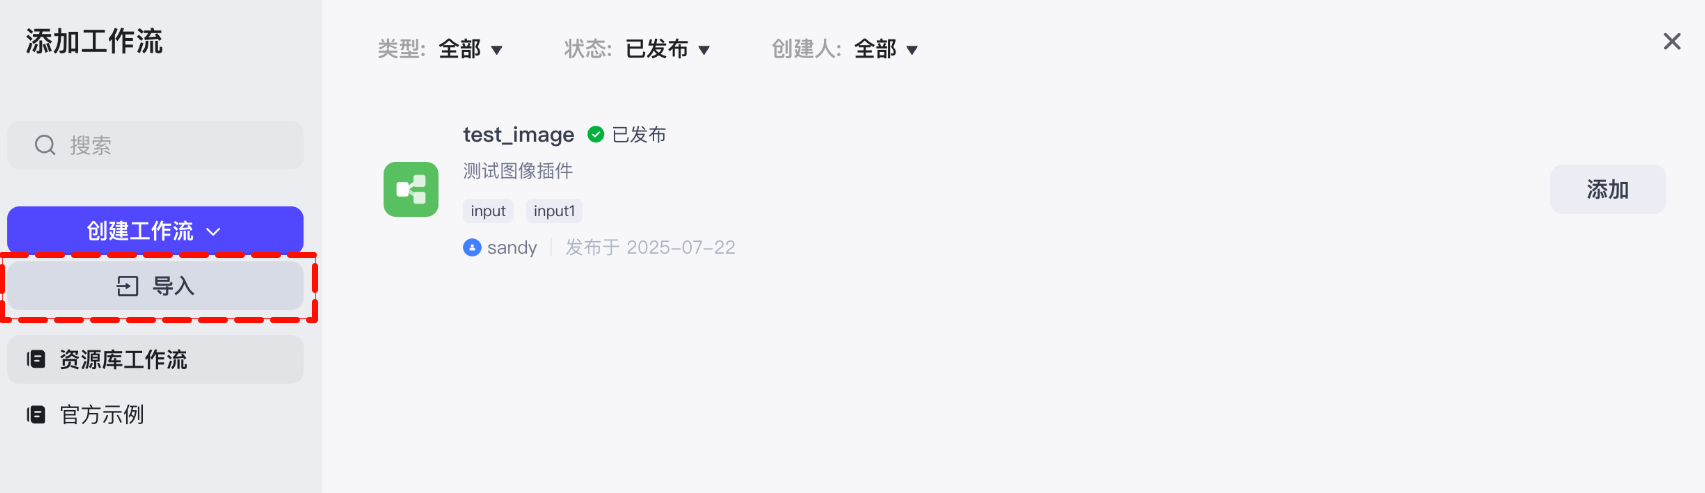 添加工作流
搜索
创建工作流
导入
资源库工作流
官方示例
类型: 全部 状态: 已发布 创建人: 全部
test_image 已发布
测试图像插件
input input1
sandy 发布于 2025-07-22
添加